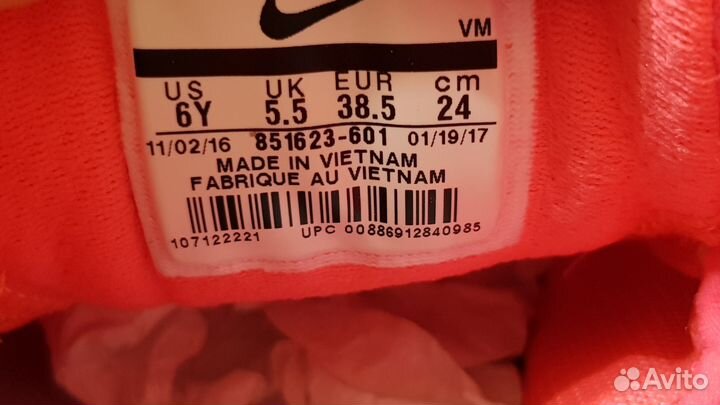 VM
US UK EUR cm
6Y 5.5 38.5 24
11/02/16 851623-601 01/19/17
MADE IN VIETNAM
FABRIQUE AU VIETNAM
107122221 UPC 00886912840985
Avito